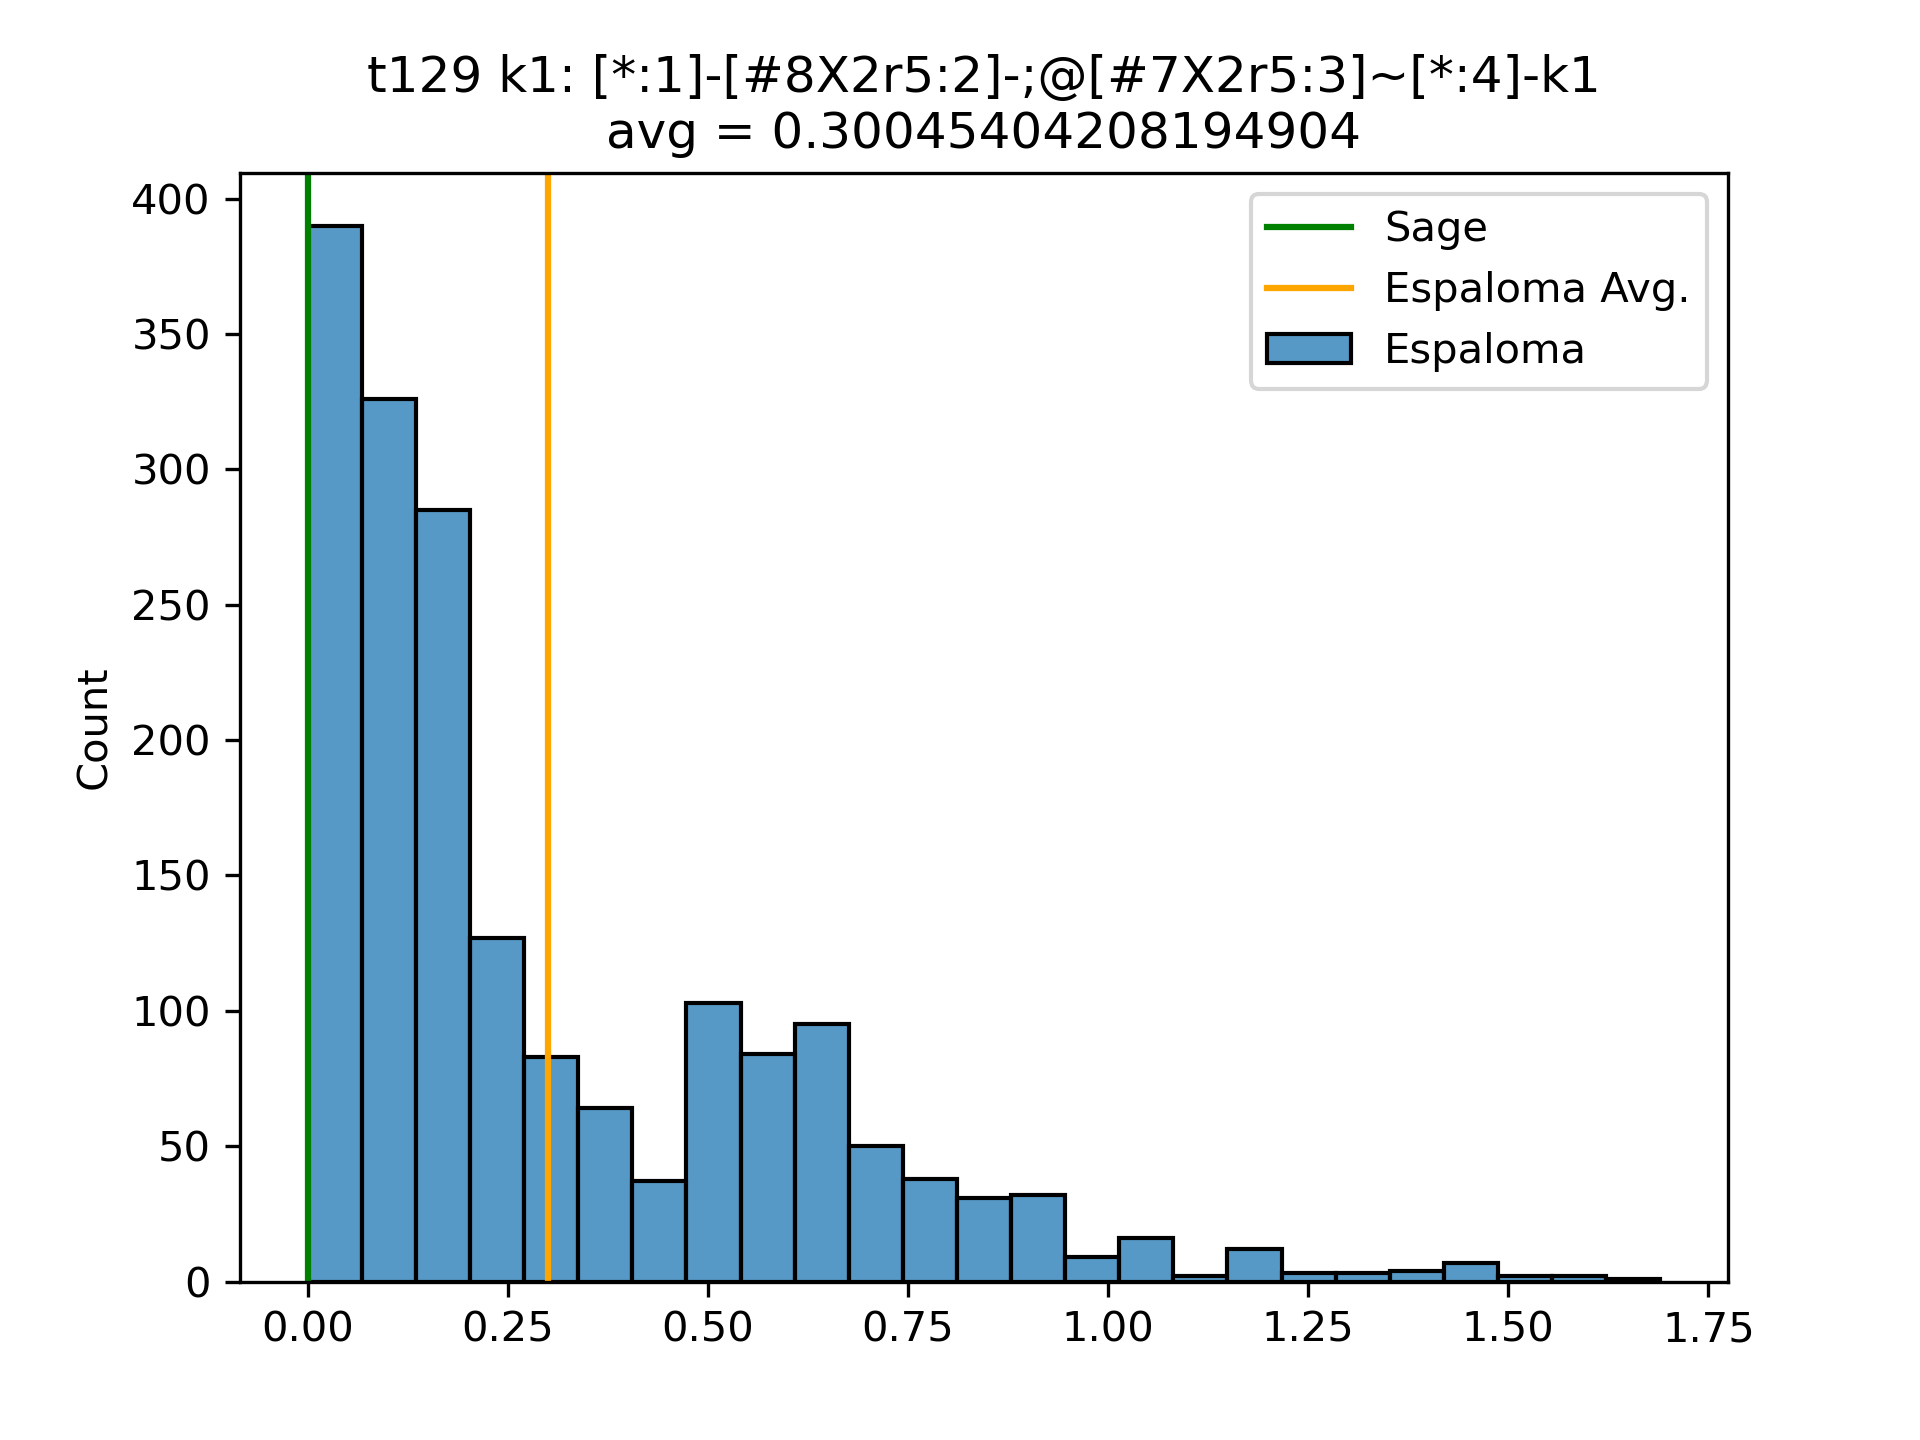 t129 k1: [*:1]-[#8X2r5:2]-;@[#7X2r5:3]~[*:4]-k1
avg = 0.30045404208194904
Sage
Espaloma Avg.
Espaloma
Count
400
350
300
250
200
150
100
50
0
0.00 0.25 0.50 0.75 1.00 1.25 1.50 1.75